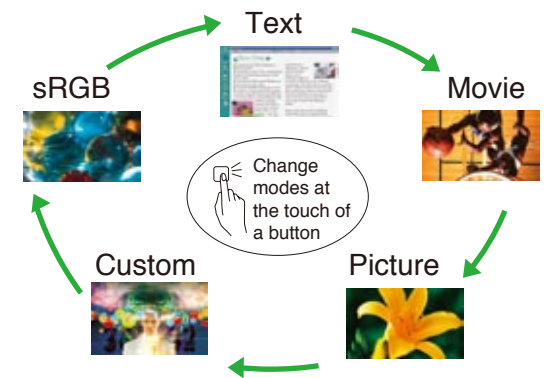 Text
sRGB
Movie
Change
modes at
the touch of
a button
Custom
Picture